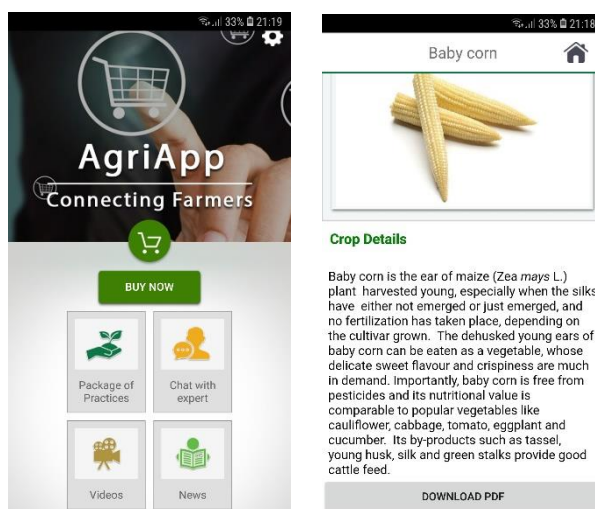 33% 21:19
AgriApp
Connecting Farmers
BUY NOW
Package of
Practices
Chat with
expert
Videos
News
33% 21:18
Baby corn
Crop Details
Baby corn is the ear of maize (Zea mays L.)
plant harvested young, especially when the silks
have either not emerged or just emerged, and
no fertilization has taken place, depending on
the cultivar grown. The dehusked young ears of
baby corn can be eaten as a vegetable, whose
delicate sweet flavour and crispiness are much
in demand. Importantly, baby corn is free from
pesticides and its nutritional value is
comparable to popular vegetables like
cauliflower, cabbage, tomato, eggplant and
cucumber. Its by-products such as tassel,
young husk, silk and green stalks provide good
cattle feed.
DOWNLOAD PDF